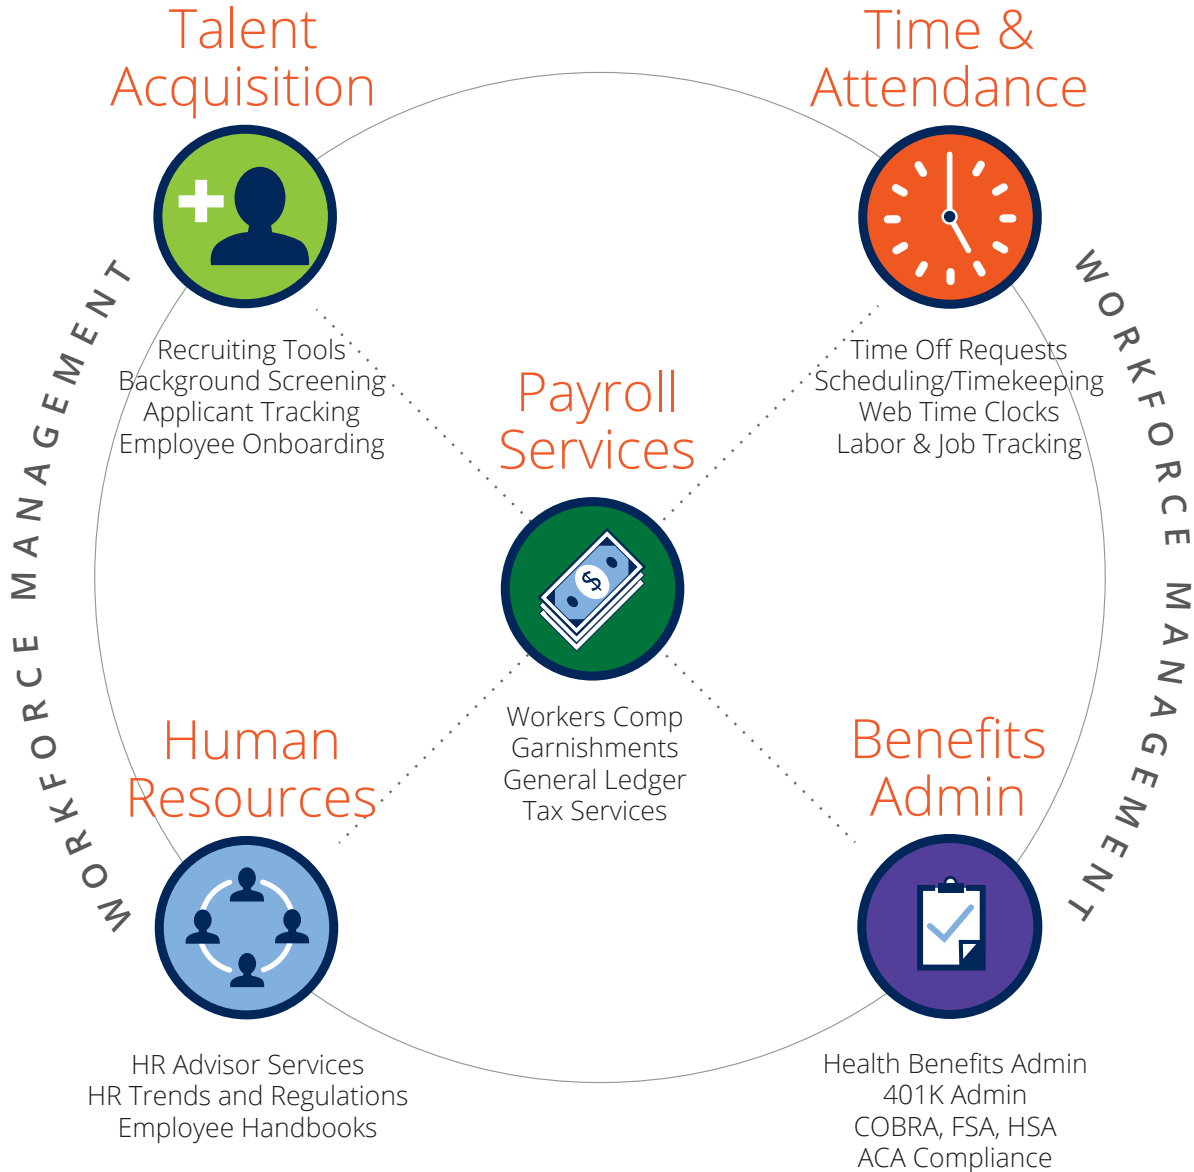 Talent
Acquisition
Time &
Attendance
WORKFORCE MANAGEMENT
WORKFORCE MANAGEMENT
Recruiting Tools
Background Screening
Applicant Tracking
Employee Onboarding
Time Off Requests
Scheduling/Timekeeping
Web Time Clocks
Labor & Job Tracking
Payroll
Services
$
Workers Comp
Garnishments
General Ledger
Tax Services
Human
Resources
Benefits
Admin
HR Advisor Services
HR Trends and Regulations
Employee Handbooks
Health Benefits Admin
401K Admin
COBRA, FSA, HSA
ACA Compliance